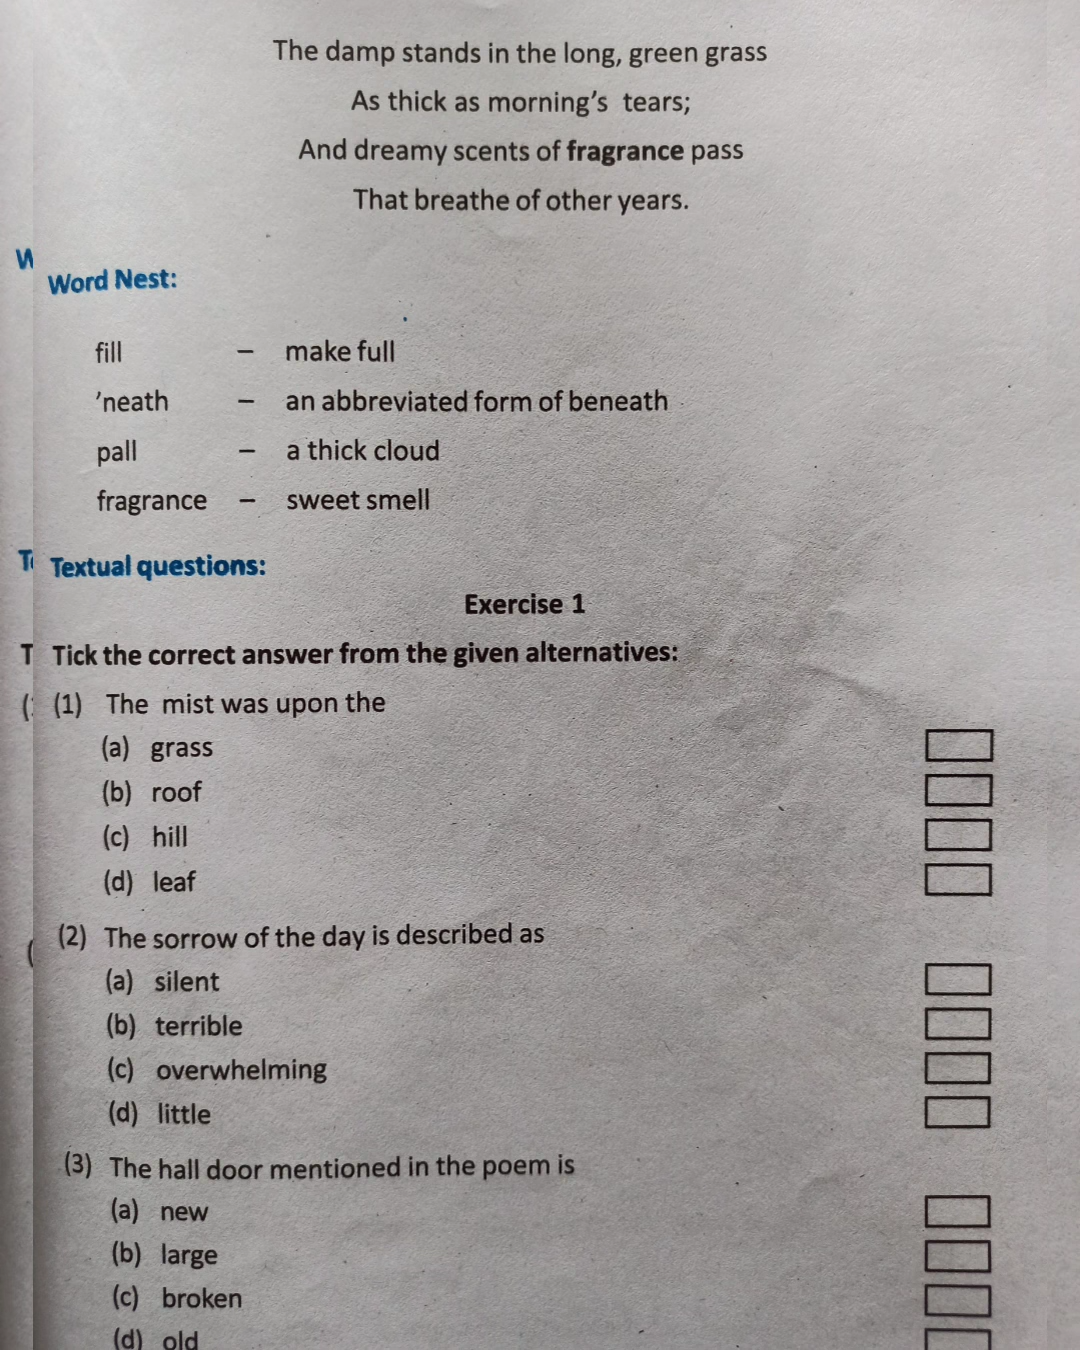 The damp stands in the long, green grass
As thick as morning's tears;
And dreamy scents of fragrance pass
That breathe of other years.
W
Word Nest:
fill – make full
'neath – an abbreviated form of beneath
pall – a thick cloud
fragrance – sweet smell
Textual questions:
Exercise 1
T Tick the correct answer from the given alternatives:
(1) The mist was upon the
(a) grass
(b) roof
(c) hill
(d) leaf
(2) The sorrow of the day is described as
(a) silent
(b) terrible
(c) overwhelming
(d) little
(3) The hall door mentioned in the poem is
(a) new
(b) large
(c) broken
(d) old